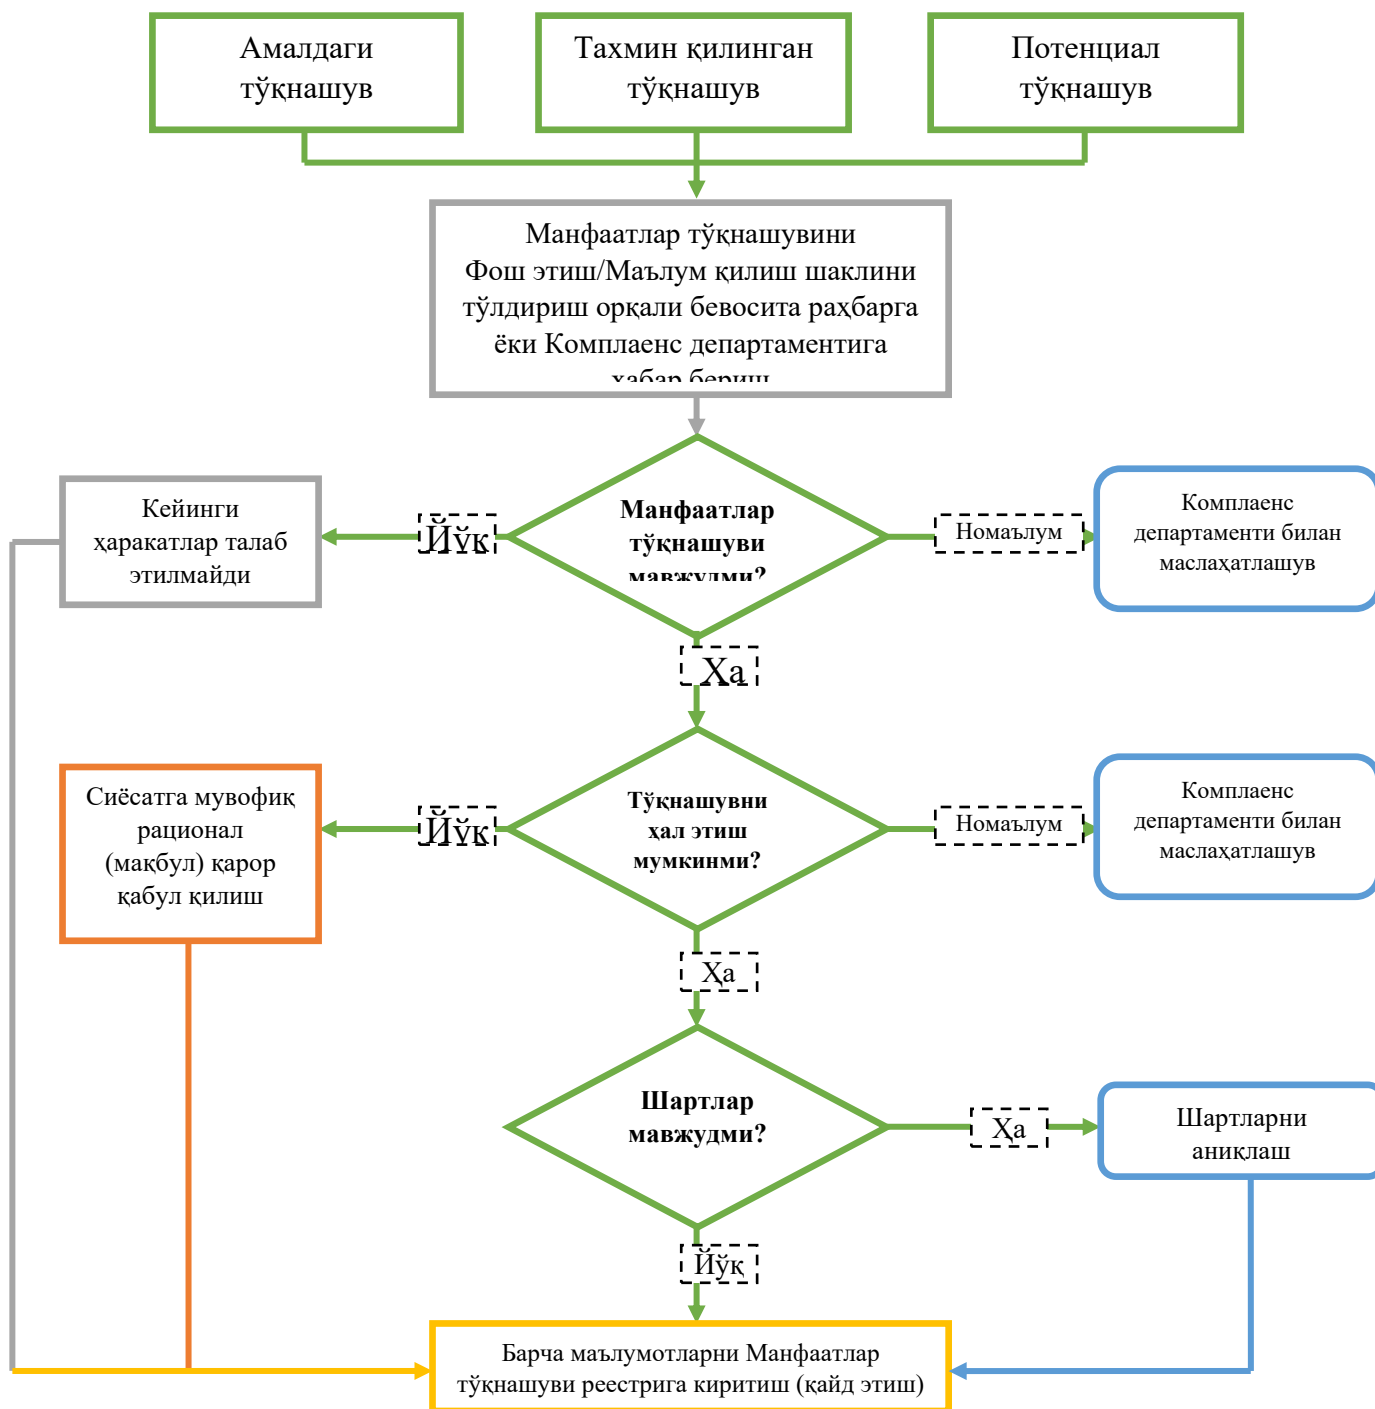 Амалдаги
тўқнашув
Тахмин қилинган
тўқнашув
Потенциал
тўқнашув
Манфаатлар тўқнашувини
Фош этиш/Маълум қилиш шаклини
тўлдириш орқали бевосита раҳбарга
ёки Комплаенс департаментига
хабар бериш
Манфаатлар
тўқнашуви
мавжудми?
Йўқ
Кейинги
ҳаракатлар талаб
этилмайди
Номаълум
Комплаенс
департаменти билан
маслаҳатлашув
Ҳа
Тўқнашувни
ҳал этиш
мумкинми?
Йўқ
Сиёсатга мувофиқ
рационал
(мақбул) қарор
қабул қилиш
Номаълум
Комплаенс
департаменти билан
маслаҳатлашув
Ҳа
Шартлар
мавжудми?
Ҳа
Шартларни
аниқлаш
Йўқ
Барча маълумотларни Манфаатлар
тўқнашуви реестрига киритиш (қайд этиш)